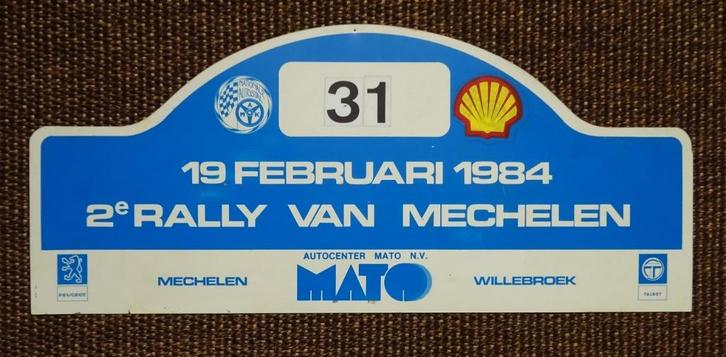 31
19 FEBRUARI 1984
2e RALLY VAN MECHELEN
AUTOCENTER MATO N.V.
MECHELEN MATO WILLEBROEK
PEUGEOT TALBOT